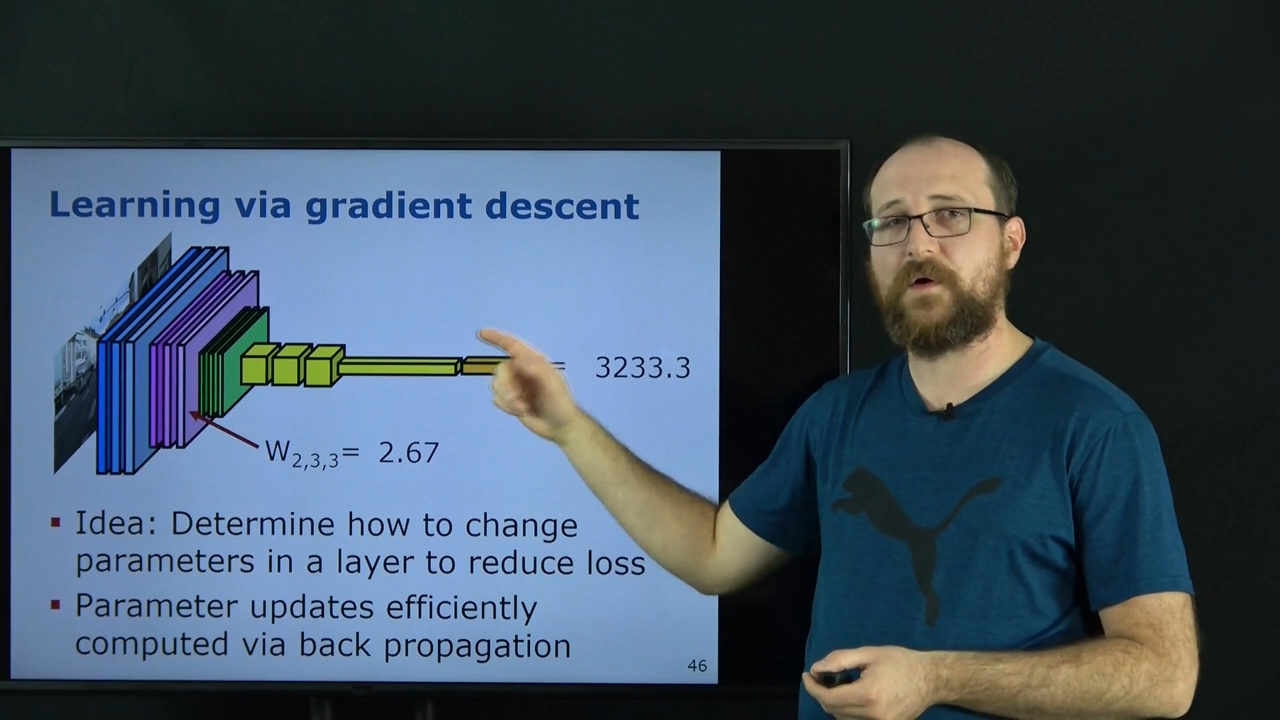 Learning via gradient descent
= 3233.3
W2,3,3= 2.67
▪ Idea: Determine how to change
parameters in a layer to reduce loss
▪ Parameter updates efficiently
computed via back propagation
46